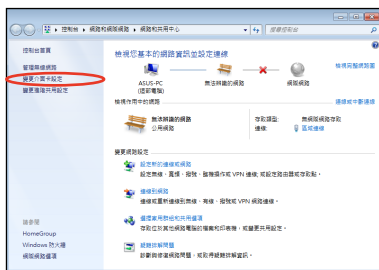 控制台 ▸ 網路和網際網路 ▸ 網路和共用中心
搜尋控制台
控制台首頁
管理無線網路
變更介面卡設定
變更進階共用設定
檢視您基本的網路資訊並設定連線
檢視完整網路圖
ASUS-PC
(這部電腦)
無法辨識的網路
網際網路
檢視作用中的網路
連線或中斷連線
無法辨識的網路
公用網路
存取類型:
無網際網路存取
連線:
區域連線
變更網路設定
設定新的連線或網路
設定無線、寬頻、撥號、臨機操作或 VPN 連線; 或設定路由器或存取點。
連線到網路
連線或重新連線到無線、有線、撥號或 VPN 網路連線。
選擇家用群組和共用選項
存取位於其他網路電腦的檔案和印表機，或變更共用設定。
疑難排解問題
診斷與修復網路問題，或取得疑難排解資訊。
請參閱
HomeGroup
Windows 防火牆
網際網路選項